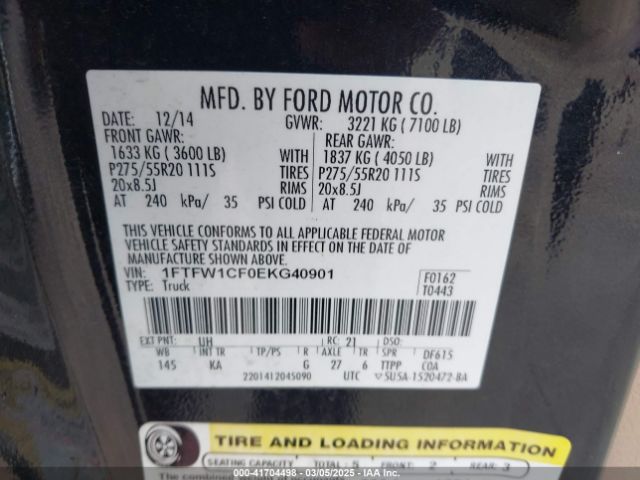 MFD. BY FORD MOTOR CO.
DATE: 12/14 GVWR: 3221 KG ( 7100 LB)
FRONT GAWR: REAR GAWR:
1633 KG ( 3600 LB) WITH 1837 KG ( 4050 LB) WITH
P275/55R20 111S TIRES P275/55R20 111S TIRES
20x8.5J RIMS 20x8.5J RIMS
AT 240 kPa/ 35 PSI COLD AT 240 kPa/ 35 PSI COLD
THIS VEHICLE CONFORMS TO ALL APPLICABLE FEDERAL MOTOR
VEHICLE SAFETY STANDARDS IN EFFECT ON THE DATE OF
MANUFACTURE SHOWN ABOVE.
VIN: 1FTFW1CF0EKG40901 F0162
TYPE: Truck T0443
EXT PNT: UH RC: 21 DSO:
WB INT TR TP/PS R AXLE TR SPR DF615
145 KA G 27 6 TTPP COA
2201412045090 UTC 5U5A-1520472-BA
TIRE AND LOADING INFORMATION
SEATING CAPACITY TOTAL: 5 FRONT: 2 REAR: 3
The combined
COPART STOCK: 41704498 - 03/05/2025 - IAA Inc.